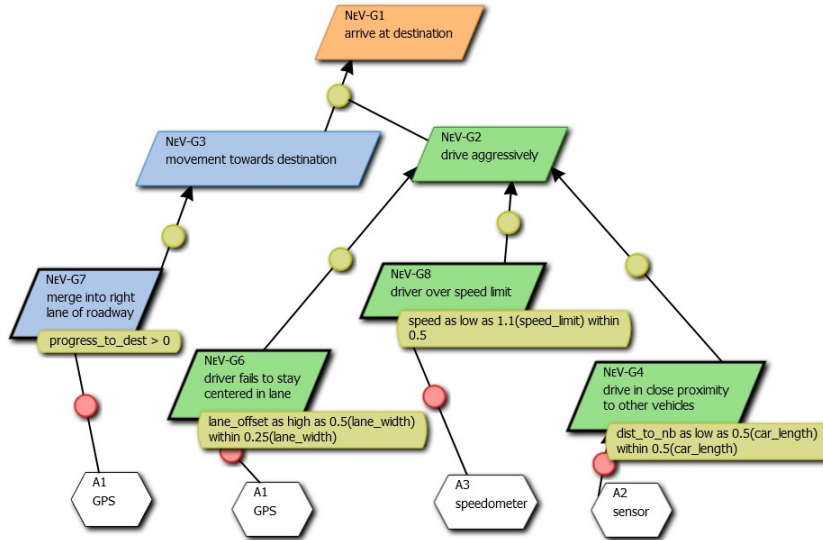 NEV-G1
arrive at destination
NEV-G3
movement towards destination
NEV-G2
drive aggressively
NEV-G7
merge into right
lane of roadway
progress_to_dest > 0
NEV-G8
driver over speed limit
speed as low as 1.1(speed_limit) within
0.5
NEV-G6
driver fails to stay
centered in lane
lane_offset as high as 0.5(lane_width)
within 0.25(lane_width)
NEV-G4
drive in close proximity
to other vehicles
dist_to_nb as low as 0.5(car_length)
within 0.5(car_length)
A1
GPS
A1
GPS
A3
speedometer
A2
sensor